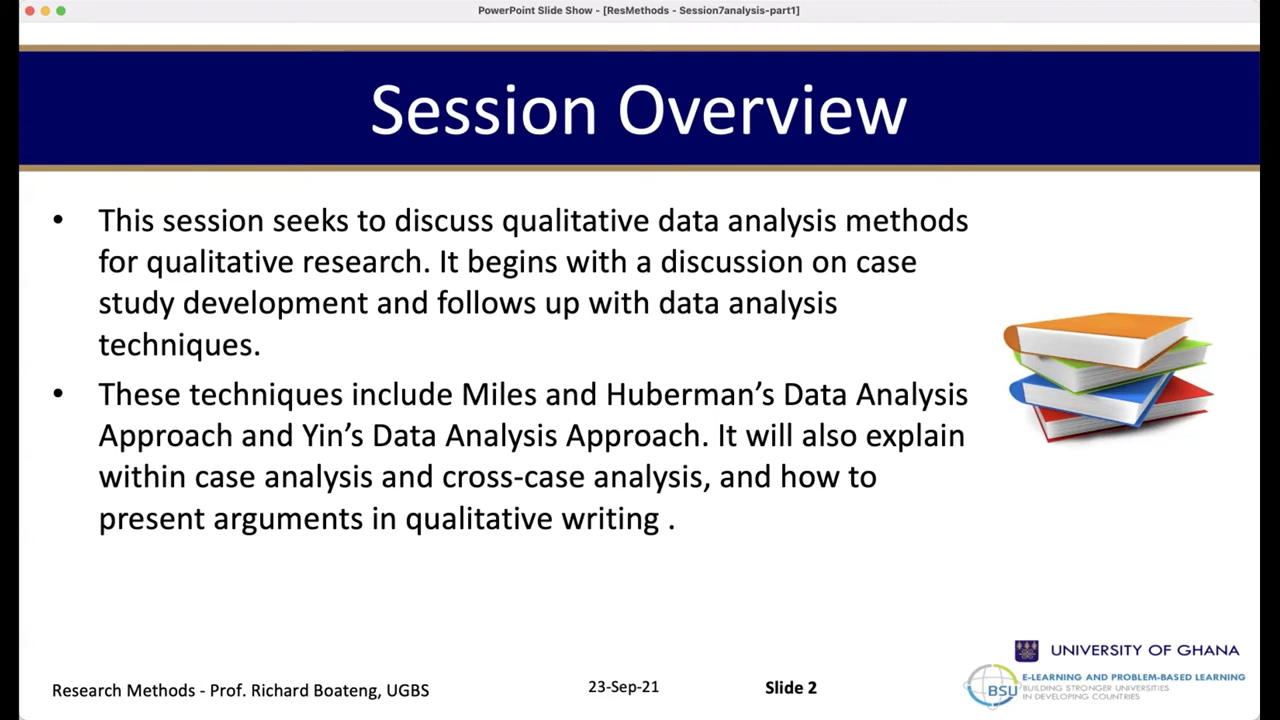 PowerPoint Slide Show - [ResMethods - Session7analysis-part1]
Session Overview
• This session seeks to discuss qualitative data analysis methods
for qualitative research. It begins with a discussion on case
study development and follows up with data analysis
techniques.
• These techniques include Miles and Huberman’s Data Analysis
Approach and Yin’s Data Analysis Approach. It will also explain
within case analysis and cross-case analysis, and how to
present arguments in qualitative writing .
UNIVERSITY OF GHANA
BSU
E-LEARNING AND PROBLEM-BASED LEARNING
BUILDING STRONGER UNIVERSITIES
IN DEVELOPING COUNTRIES
Research Methods - Prof. Richard Boateng, UGBS
23-Sep-21
Slide 2